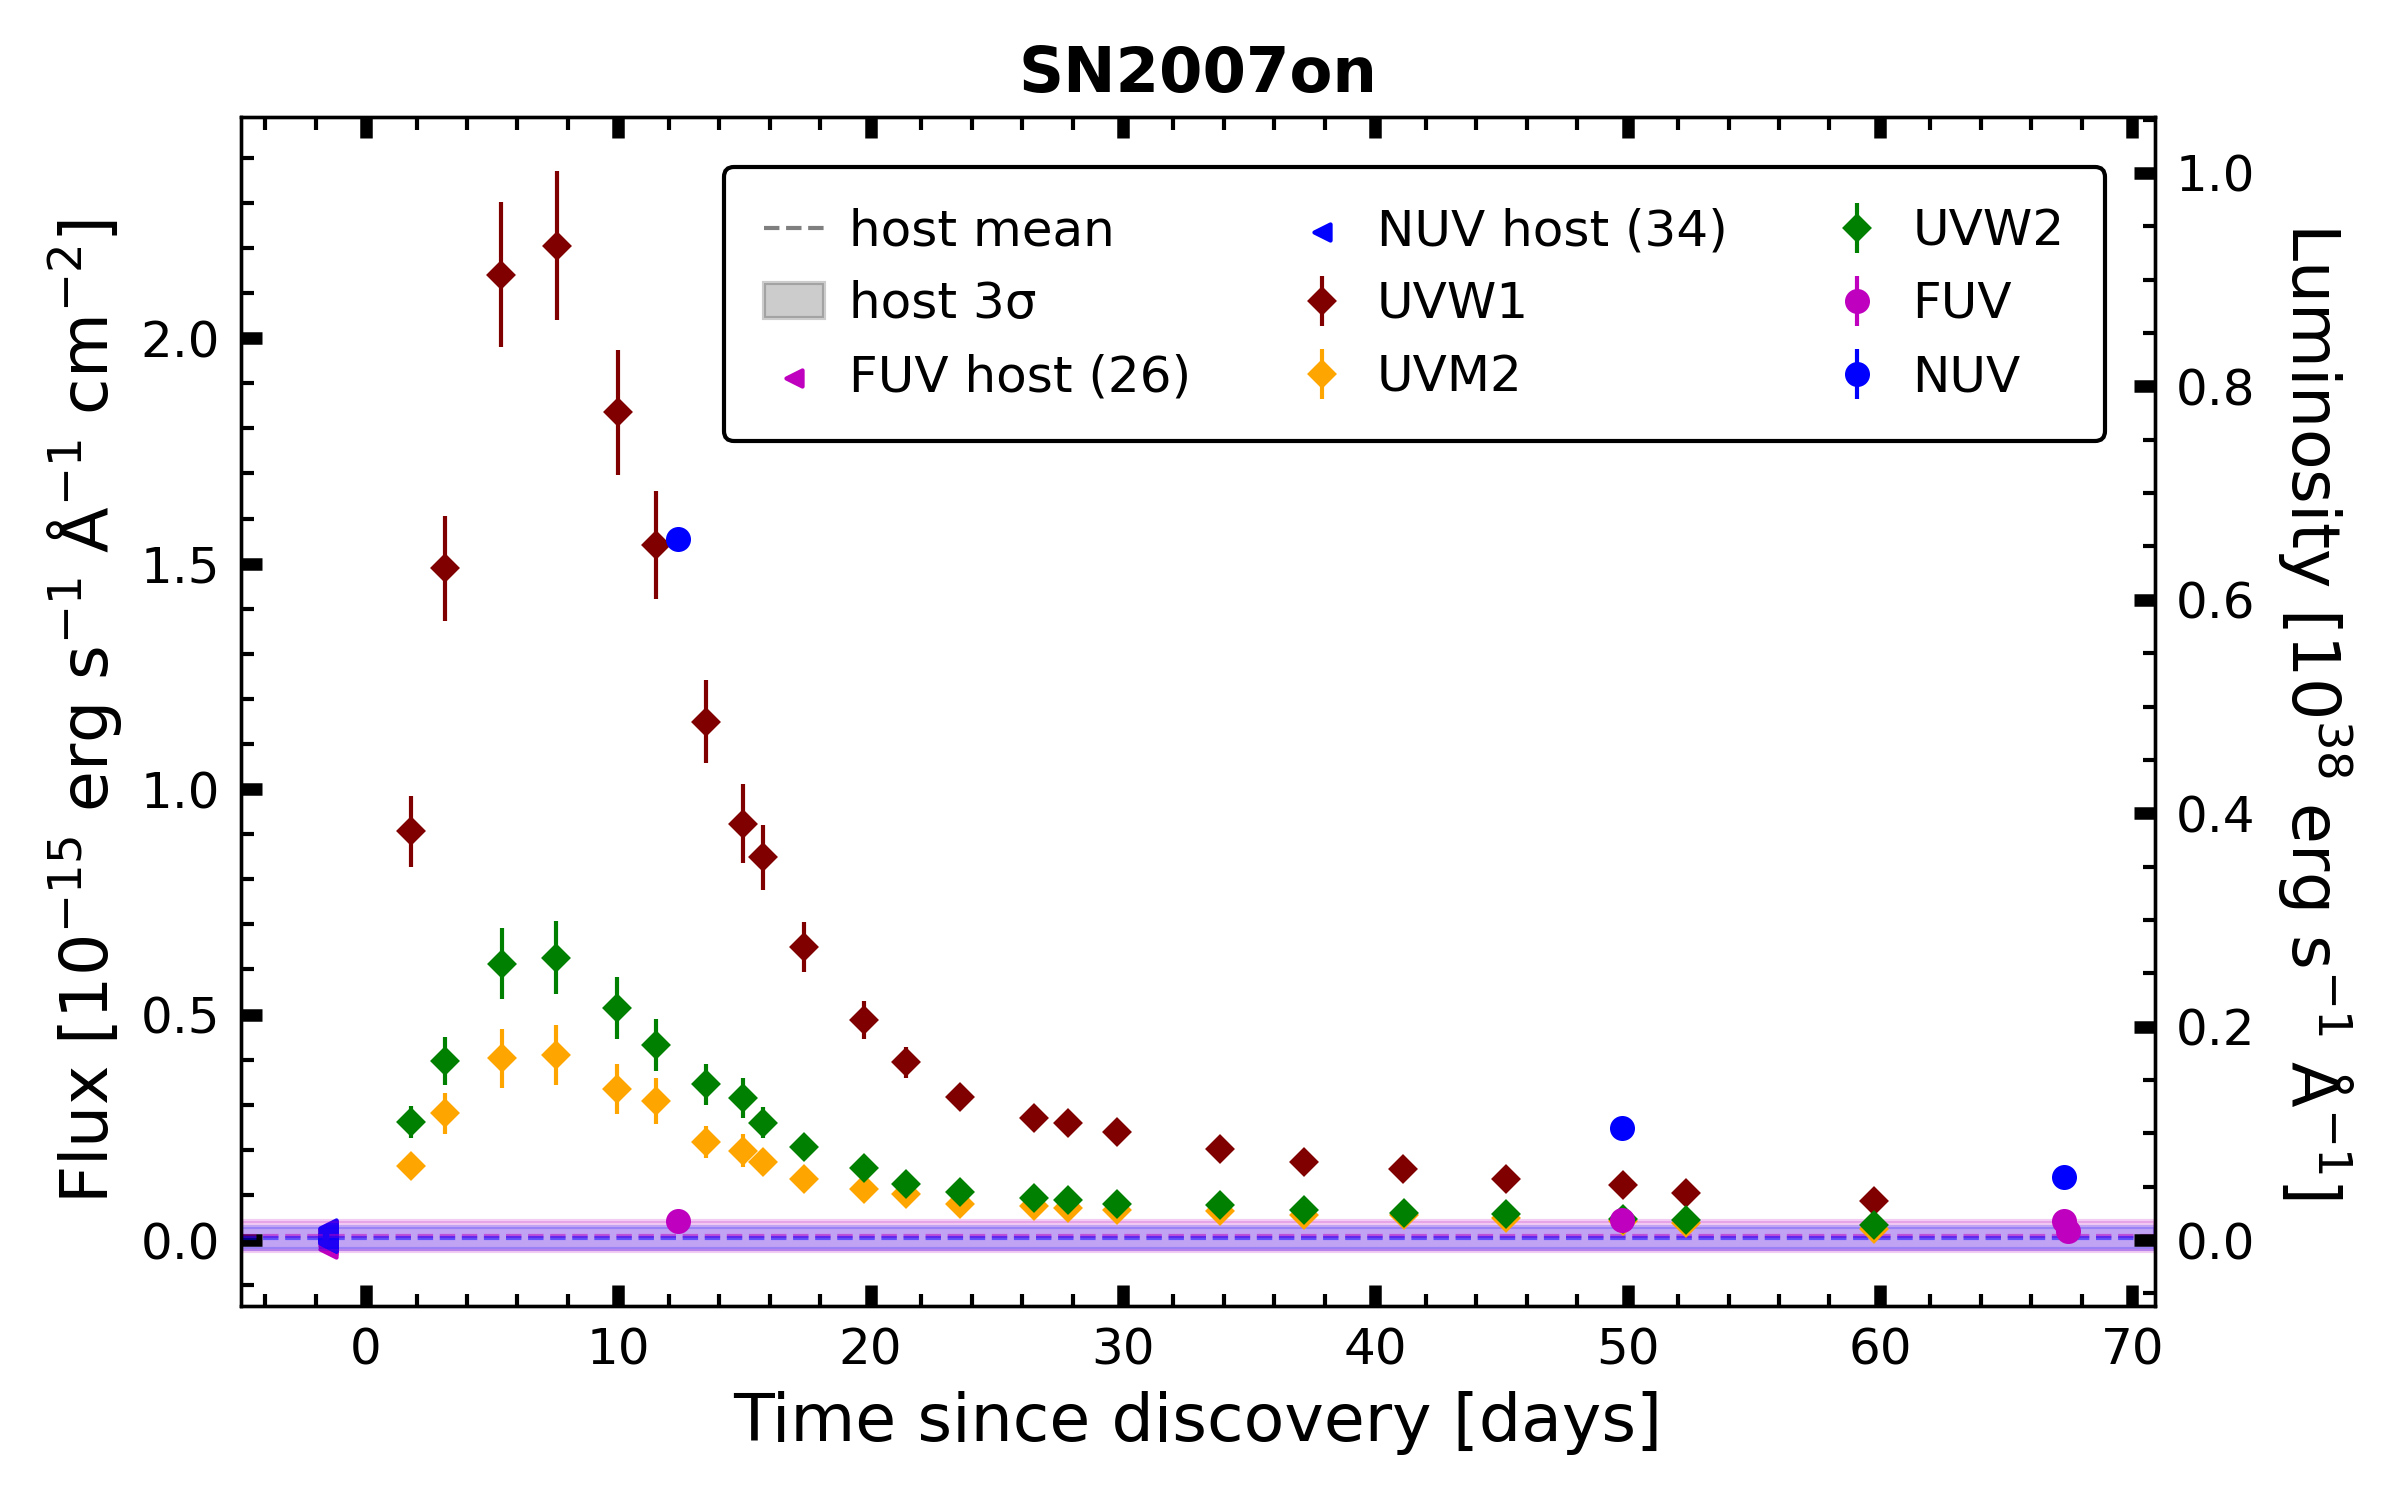 SN2007on
Flux [10⁻¹⁵ erg s⁻¹ Å⁻¹ cm⁻²]
2.0
1.5
1.0
0.5
0.0
host mean
host 3σ
FUV host (26)
NUV host (34)
UVW1
UVM2
UVW2
FUV
NUV
1.0
0.8
0.6
0.4
0.2
0.0
Luminosity [10³⁸ erg s⁻¹ Å⁻¹]
0 10 20 30 40 50 60 70
Time since discovery [days]